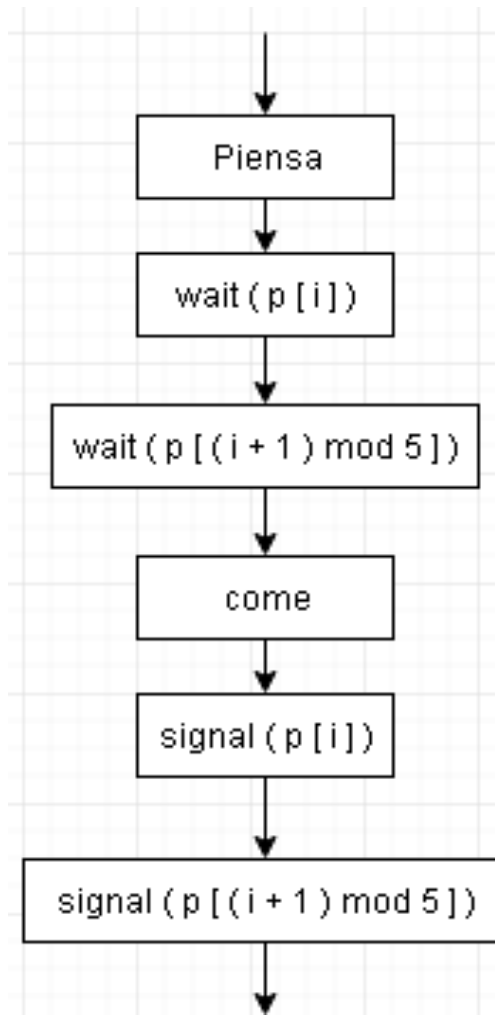 Piensa
wait ( p [ i ] )
wait ( p [ ( i + 1 ) mod 5 ] )
come
signal ( p [ i ] )
signal ( p [ ( i + 1 ) mod 5 ] )